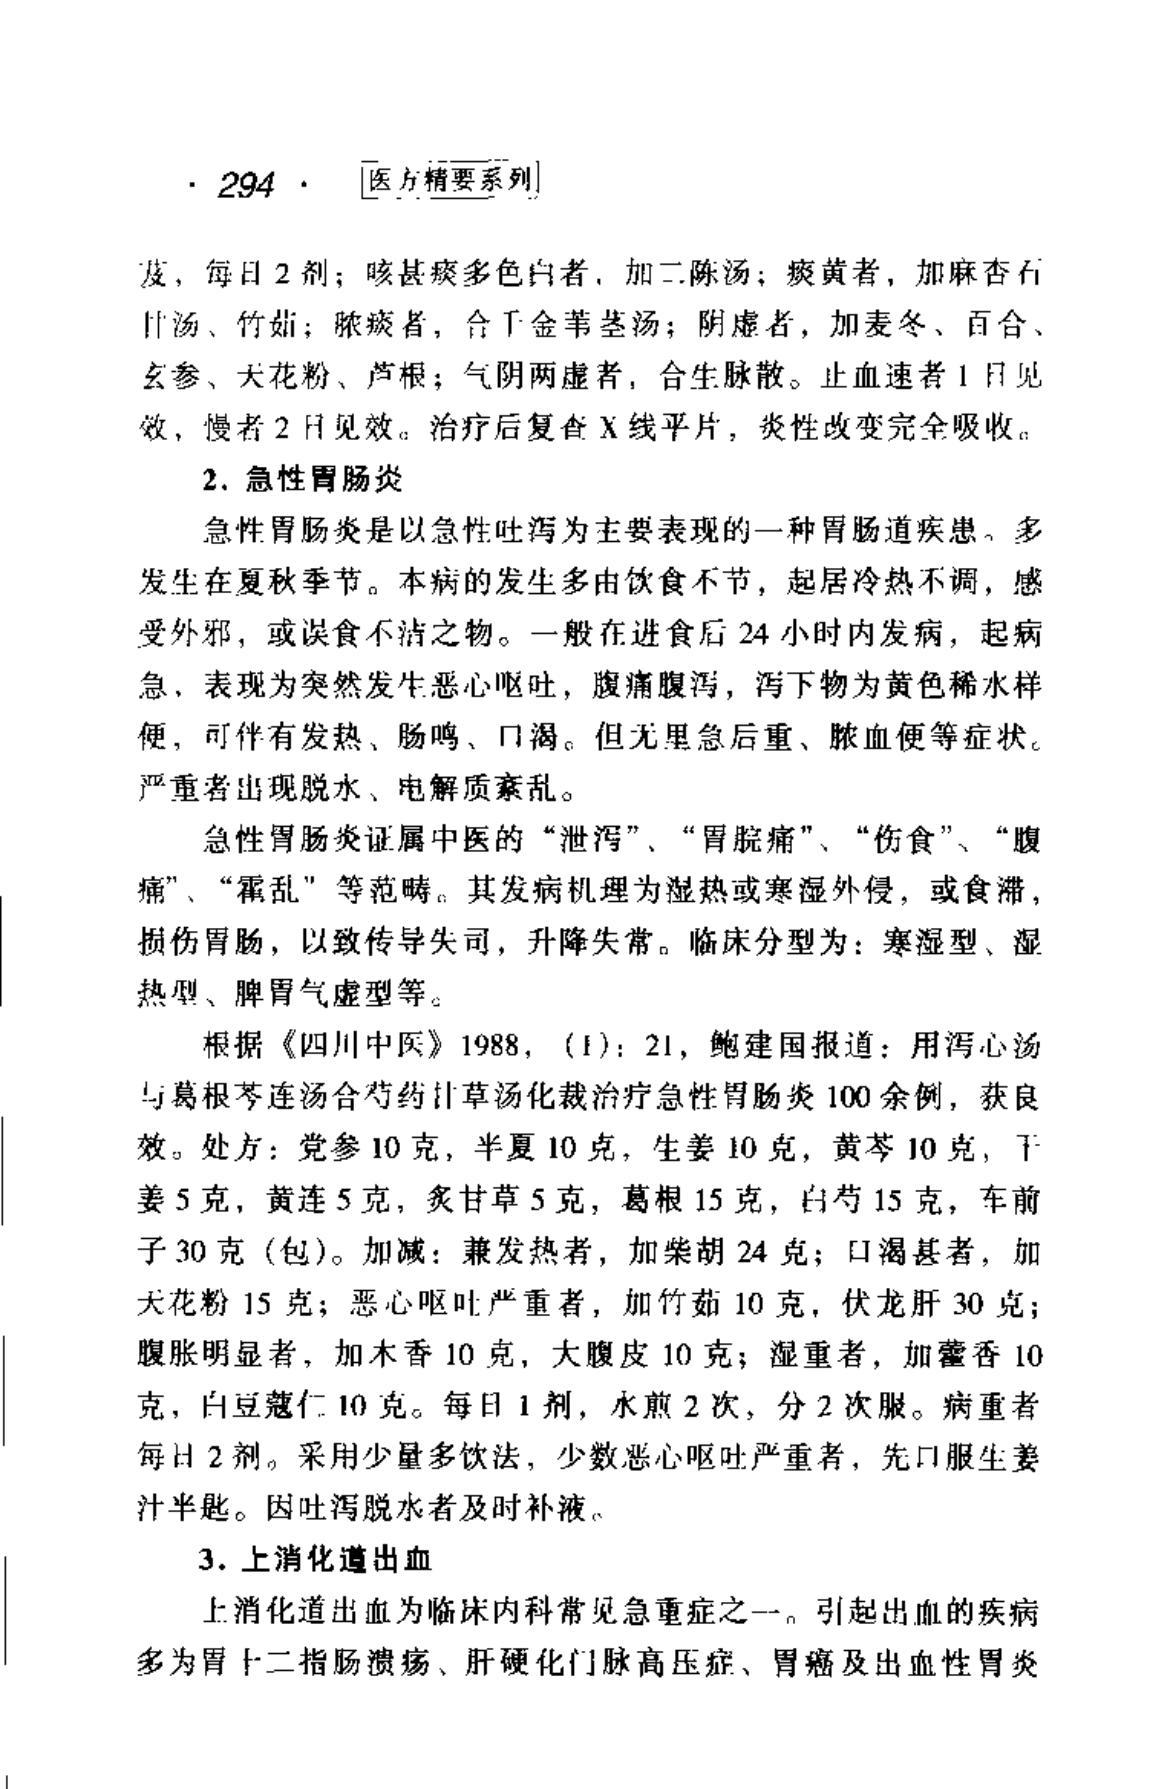 · 294 · 医方精要系列
芨，每日 2 剂；咳甚痰多色白者，加二陈汤；痰黄者，加麻杏石
甘汤、竹茹；脓痰者，合千金苇茎汤；阴虚者，加麦冬、百合、
玄参、天花粉、芦根；气阴两虚者，合生脉散。止血速者 1 日见
效，慢者 2 日见效。治疗后复查 X 线平片，炎性改变完全吸收。
2. 急性胃肠炎
急性胃肠炎是以急性吐泻为主要表现的一种胃肠道疾患。多
发生在夏秋季节。本病的发生多由饮食不节，起居冷热不调，感
受外邪，或误食不洁之物。一般在进食后 24 小时内发病，起病
急，表现为突然发生恶心呕吐，腹痛腹泻，泻下物为黄色稀水样
便，可伴有发热、肠鸣、口渴。但无里急后重、脓血便等症状。
严重者出现脱水、电解质紊乱。
急性胃肠炎证属中医的“泄泻”、“胃脘痛”、“伤食”、“腹
痛”、“霍乱”等范畴。其发病机理为湿热或寒湿外侵，或食滞，
损伤胃肠，以致传导失司，升降失常。临床分型为：寒湿型、湿
热型、脾胃气虚型等。
根据《四川中医》1988，（1）：21，鲍建国报道：用泻心汤
与葛根芩连汤合芍药甘草汤化裁治疗急性胃肠炎 100 余例，获良
效。处方：党参 10 克，半夏 10 克，生姜 10 克，黄芩 10 克，干
姜 5 克，黄连 5 克，炙甘草 5 克，葛根 15 克，白芍 15 克，车前
子 30 克（包）。加减：兼发热者，加柴胡 24 克；口渴甚者，加
天花粉 15 克；恶心呕吐严重者，加竹茹 10 克，伏龙肝 30 克；
腹胀明显者，加木香 10 克，大腹皮 10 克；湿重者，加藿香 10
克，白豆蔻仁 10 克。每日 1 剂，水煎 2 次，分 2 次服。病重者
每日 2 剂。采用少量多饮法，少数恶心呕吐严重者，先口服生姜
汁半匙。因吐泻脱水者及时补液。
3. 上消化道出血
上消化道出血为临床内科常见急重症之一。引起出血的疾病
多为胃十二指肠溃疡、肝硬化门脉高压症、胃癌及出血性胃炎